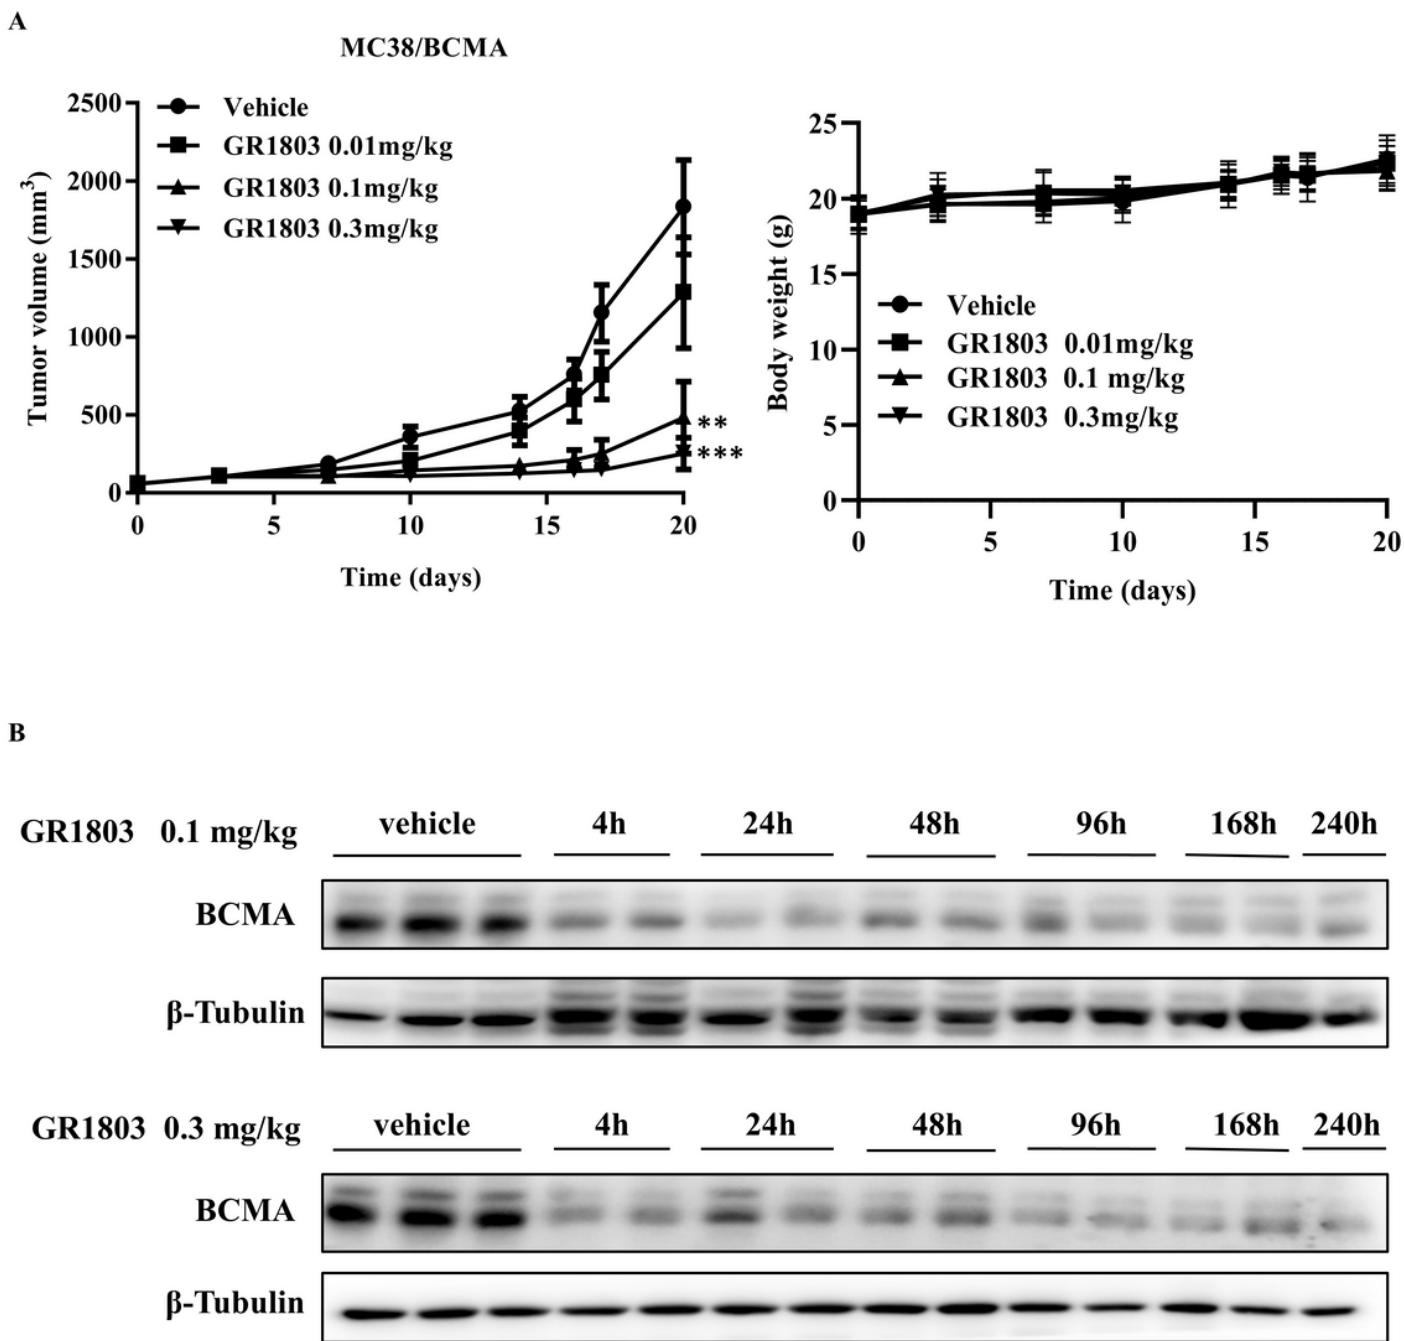 A
MC38/BCMA
Tumor volume (mm³)
2500
2000
1500
1000
500
0
Vehicle
GR1803 0.01mg/kg
GR1803 0.1mg/kg
GR1803 0.3mg/kg
**
***
0 5 10 15 20
Time (days)
Body weight (g)
25
20
15
10
5
0
Vehicle
GR1803 0.01mg/kg
GR1803 0.1 mg/kg
GR1803 0.3mg/kg
0 5 10 15 20
Time (days)
B
GR1803 0.1 mg/kg vehicle 4h 24h 48h 96h 168h 240h
BCMA
β-Tubulin
GR1803 0.3 mg/kg vehicle 4h 24h 48h 96h 168h 240h
BCMA
β-Tubulin